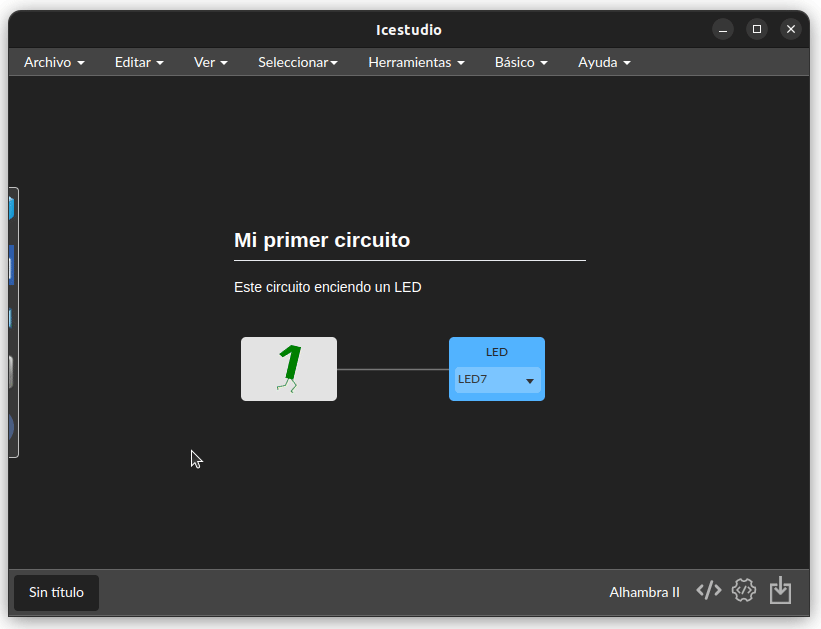 Icestudio
Archivo Editar Ver Seleccionar Herramientas Básico Ayuda
Mi primer circuito
Este circuito enciendo un LED
1
LED
LED7
Sin título
Alhambra II